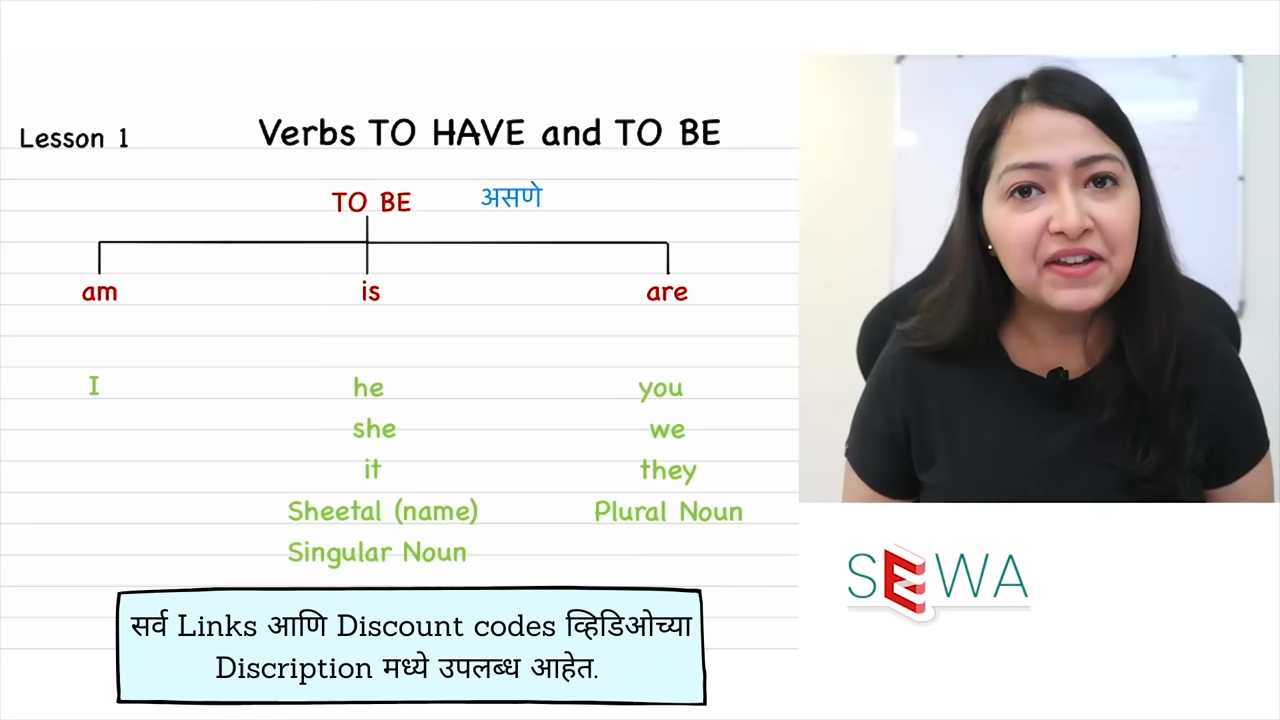 Lesson 1
Verbs TO HAVE and TO BE
TO BE असणे
am is are
I he you
she we
it they
Sheetal (name) Plural Noun
Singular Noun
सर्व Links आणि Discount codes व्हिडिओच्या
Discription मध्ये उपलब्ध आहेत.
SEWA